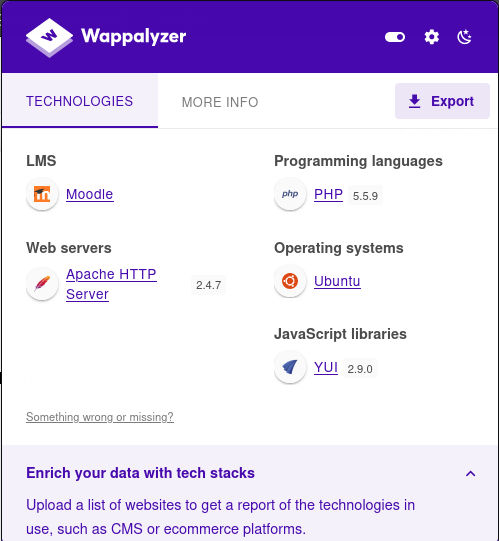 Wappalyzer
TECHNOLOGIES
MORE INFO
Export
LMS
Moodle
Web servers
Apache HTTP
Server
2.4.7
Programming languages
php
PHP
5.5.9
Operating systems
Ubuntu
JavaScript libraries
YUI
2.9.0
Something wrong or missing?
Enrich your data with tech stacks
Upload a list of websites to get a report of the technologies in
use, such as CMS or ecommerce platforms.